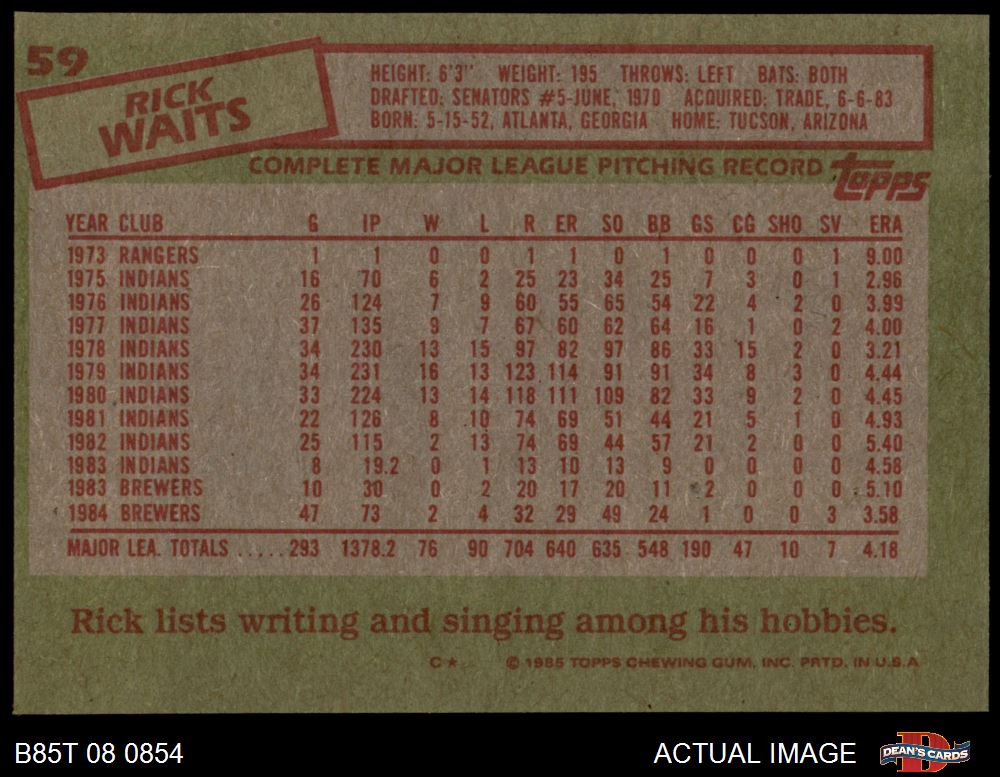 59
RICK
WAITS
HEIGHT: 6'3" WEIGHT: 195 THROWS: LEFT BATS: BOTH
DRAFTED: SENATORS #5-JUNE, 1970 ACQUIRED: TRADE, 6-6-83
BORN: 5-15-52, ATLANTA, GEORGIA HOME: TUCSON, ARIZONA
COMPLETE MAJOR LEAGUE PITCHING RECORD topps
YEAR CLUB G IP W L R ER SO BB GS CG SHO SV ERA
1973 RANGERS 1 1 0 0 1 1 0 1 0 0 0 1 9.00
1975 INDIANS 16 70 6 2 25 23 34 25 7 3 0 1 2.96
1976 INDIANS 26 124 7 9 60 55 65 54 22 4 2 0 3.99
1977 INDIANS 37 135 9 7 67 60 62 64 16 1 0 2 4.00
1978 INDIANS 34 230 13 15 97 82 97 86 33 15 2 0 3.21
1979 INDIANS 34 231 16 13 123 114 91 91 34 8 3 0 4.44
1980 INDIANS 33 224 13 14 118 111 109 82 33 9 2 0 4.45
1981 INDIANS 22 126 8 10 74 69 51 44 21 5 1 0 4.93
1982 INDIANS 25 115 2 13 74 69 44 57 21 2 0 0 5.40
1983 INDIANS 8 19.2 0 1 13 10 13 9 0 0 0 0 4.58
1983 BREWERS 10 30 0 2 20 17 20 11 2 0 0 0 5.10
1984 BREWERS 47 73 2 4 32 29 49 24 1 0 0 3 3.58
MAJOR LEA. TOTALS ..... 293 1378.2 76 90 704 640 635 548 190 47 10 7 4.18
Rick lists writing and singing among his hobbies.
C★ © 1985 TOPPS CHEWING GUM, INC. PRTD. IN U.S.A
B85T 08 0854 ACTUAL IMAGE DEAN'S CARDS